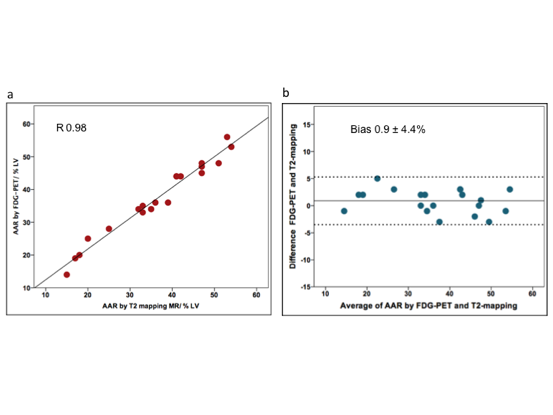 a
R 0.98
AAR by FDG-PET/ % LV
60
50
40
30
20
10
10 20 30 40 50 60
AAR by T2 mapping MR/ % LV
b
Bias 0.9 ± 4.4%
Difference FDG-PET and T2-mapping
15
10
5
0
-5
-10
-15
10 20 30 40 50 60
Average of AAR by FDG-PET and T2-mapping